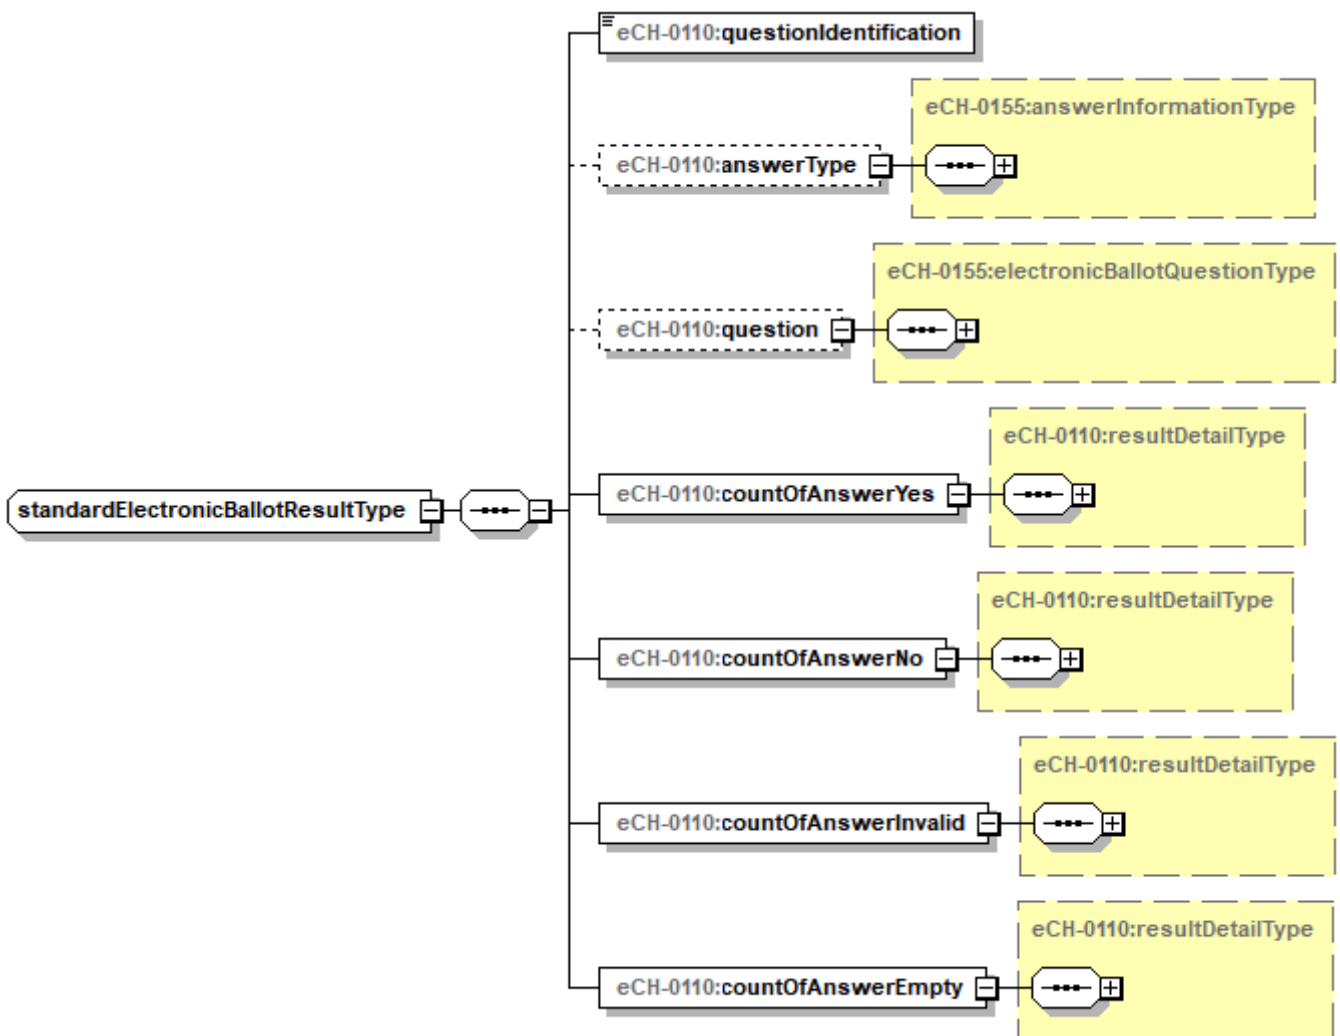 eCH-0110:questionIdentification
eCH-0155:answerInformationType
eCH-0110:answerType
eCH-0155:electronicBallotQuestionType
eCH-0110:question
eCH-0110:resultDetailType
eCH-0110:countOfAnswerYes
standardElectronicBallotResultType
eCH-0110:resultDetailType
eCH-0110:countOfAnswerNo
eCH-0110:resultDetailType
eCH-0110:countOfAnswerInvalid
eCH-0110:resultDetailType
eCH-0110:countOfAnswerEmpty